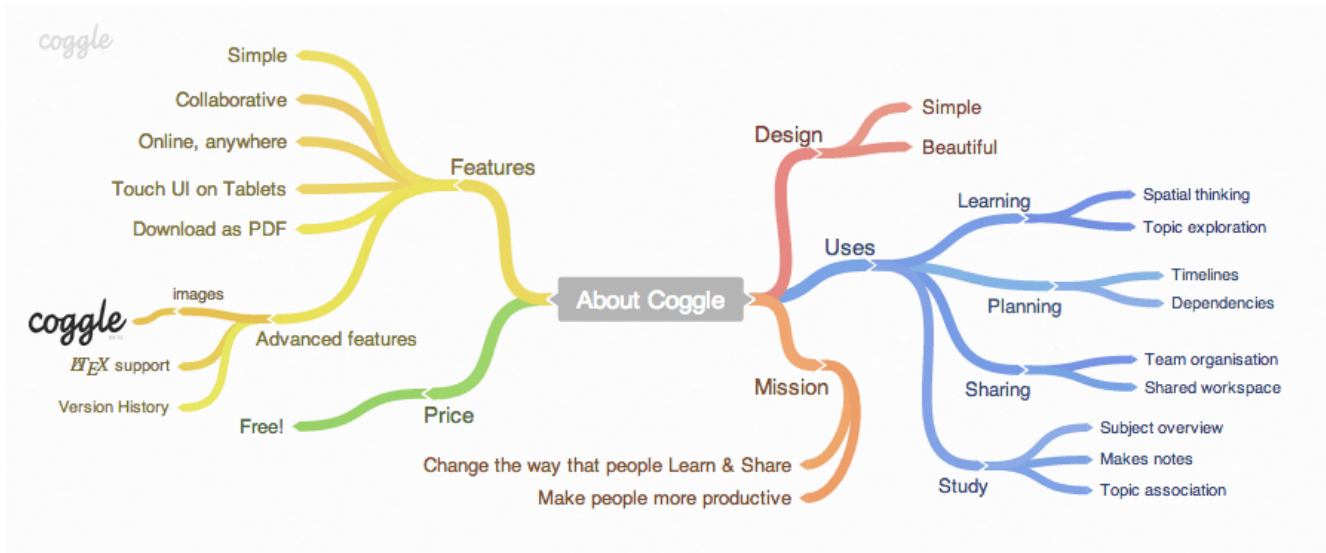 coggle
Simple
Collaborative
Online, anywhere
Touch UI on Tablets
Download as PDF
Features
images
coggle
BETA
Advanced features
LATEX support
Version History
Free!
Price
About Coggle
Design
Simple
Beautiful
Uses
Learning
Spatial thinking
Topic exploration
Planning
Timelines
Dependencies
Sharing
Team organisation
Shared workspace
Study
Subject overview
Makes notes
Topic association
Mission
Change the way that people Learn & Share
Make people more productive